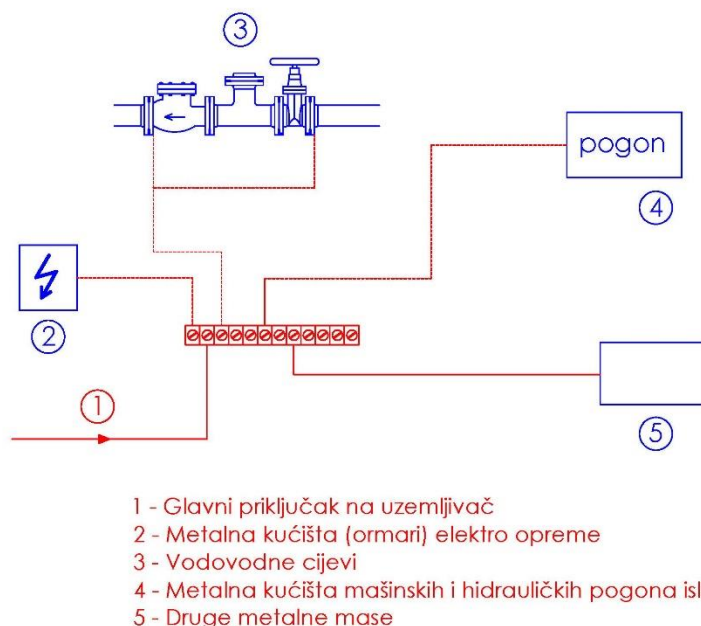 3
pogon
4
2
1
5
1 - Glavni priključak na uzemljivač
2 - Metalna kućišta (ormari) elektro opreme
3 - Vodovodne cijevi
4 - Metalna kućišta mašinskih i hidrauličkih pogona isl
5 - Druge metalne mase